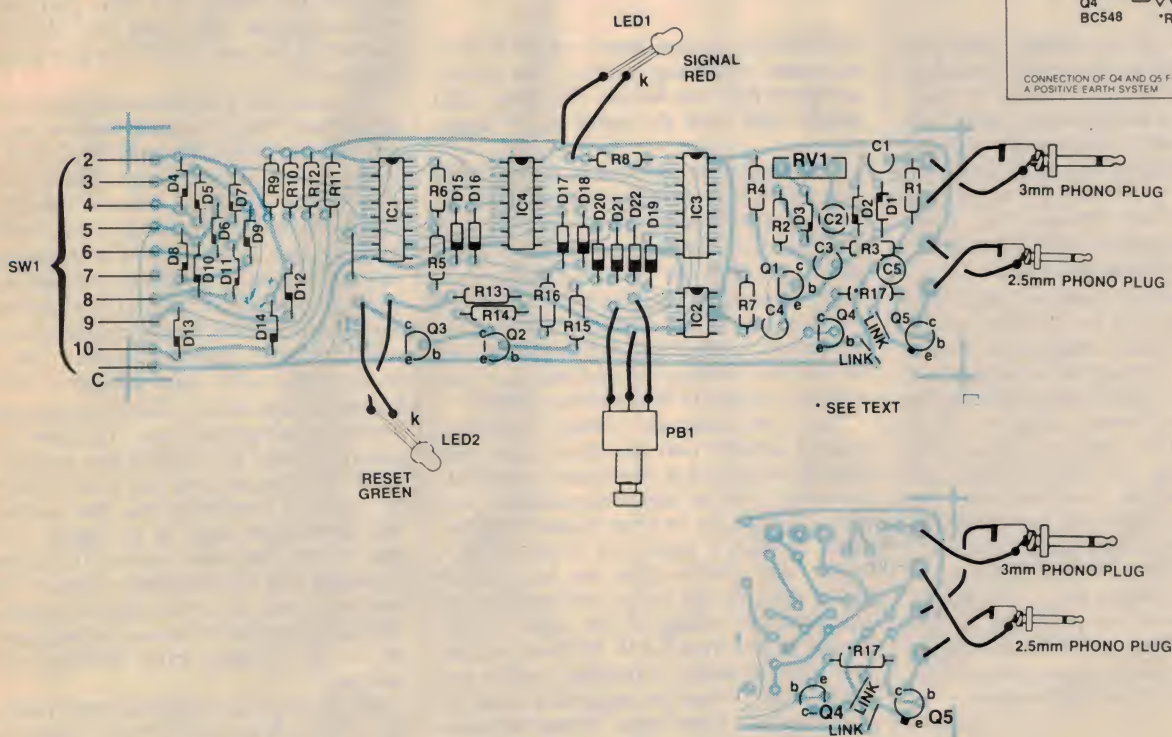 Q4
BC548
*R
CONNECTION OF Q4 AND Q5 F
A POSITIVE EARTH SYSTEM
LED1
SIGNAL
RED
k
SW1
2
3
4
5
6
7
8
9
10
C
D4
D5
D6
D7
D8
D9
D10
D11
D12
D13
D14
R9
R10
R12
R11
IC1
R6
D15
D16
R5
IC4
R8
D17
D18
D20
D21
D22
D19
IC3
R4
RV1
C1
R1
R2
D3
C2
D2
D1
C3
R3
C5
Q1
c
b
e
*R17
R13
R14
R16
R15
IC2
R7
C4
c
Q3
b
e
c
Q2
b
e
c
Q4
b
e
LINK
LINK
Q5
c
b
e
3mm PHONO PLUG
2.5mm PHONO PLUG
* SEE TEXT
k
LED2
RESET
GREEN
PB1
3mm PHONO PLUG
2.5mm PHONO PLUG
*R17
e
b
c
Q4
LINK
LINK
c
b
e
Q5